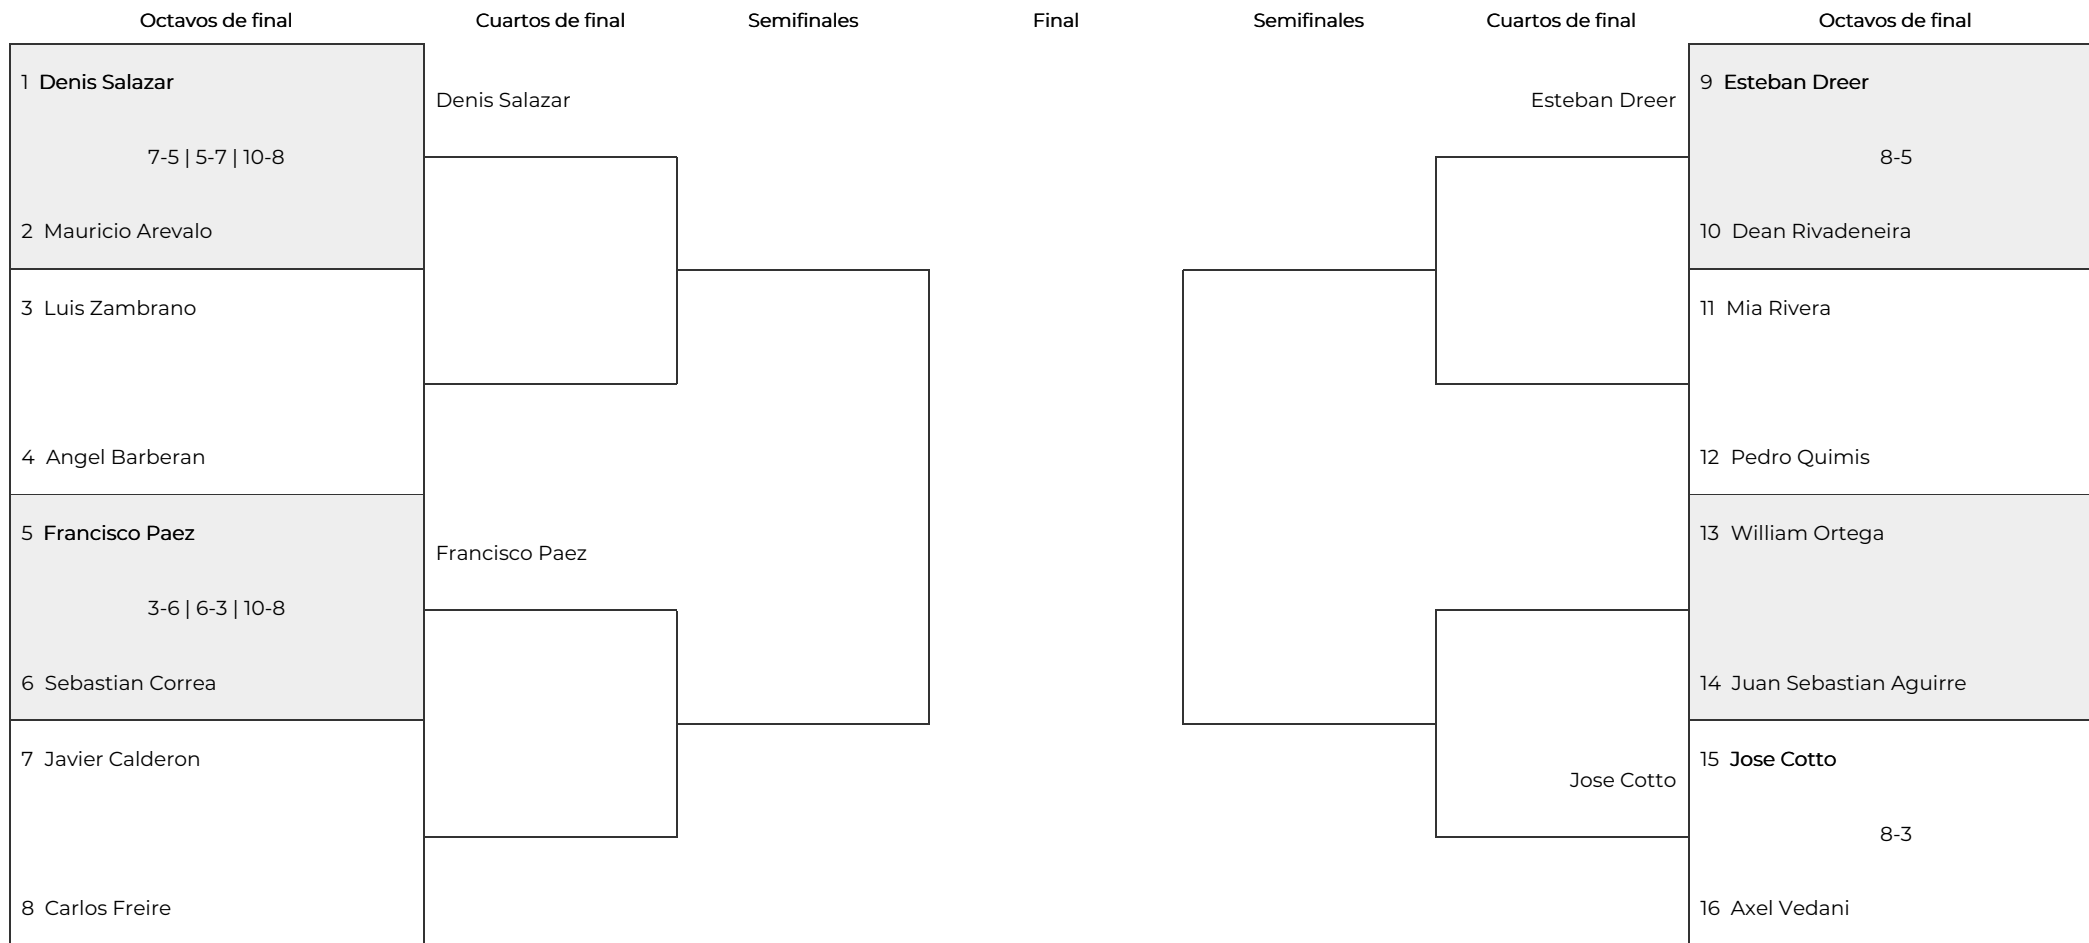 Octavos de final Cuartos de final Semifinales Final Semifinales Cuartos de final Octavos de final
1 Denis Salazar
7-5 | 5-7 | 10-8
2 Mauricio Arevalo
3 Luis Zambrano
4 Angel Barberan
5 Francisco Paez
3-6 | 6-3 | 10-8
6 Sebastian Correa
7 Javier Calderon
8 Carlos Freire
Denis Salazar
Francisco Paez
Esteban Dreer
Jose Cotto
9 Esteban Dreer
8-5
10 Dean Rivadeneira
11 Mia Rivera
12 Pedro Quimis
13 William Ortega
14 Juan Sebastian Aguirre
15 Jose Cotto
8-3
16 Axel Vedani